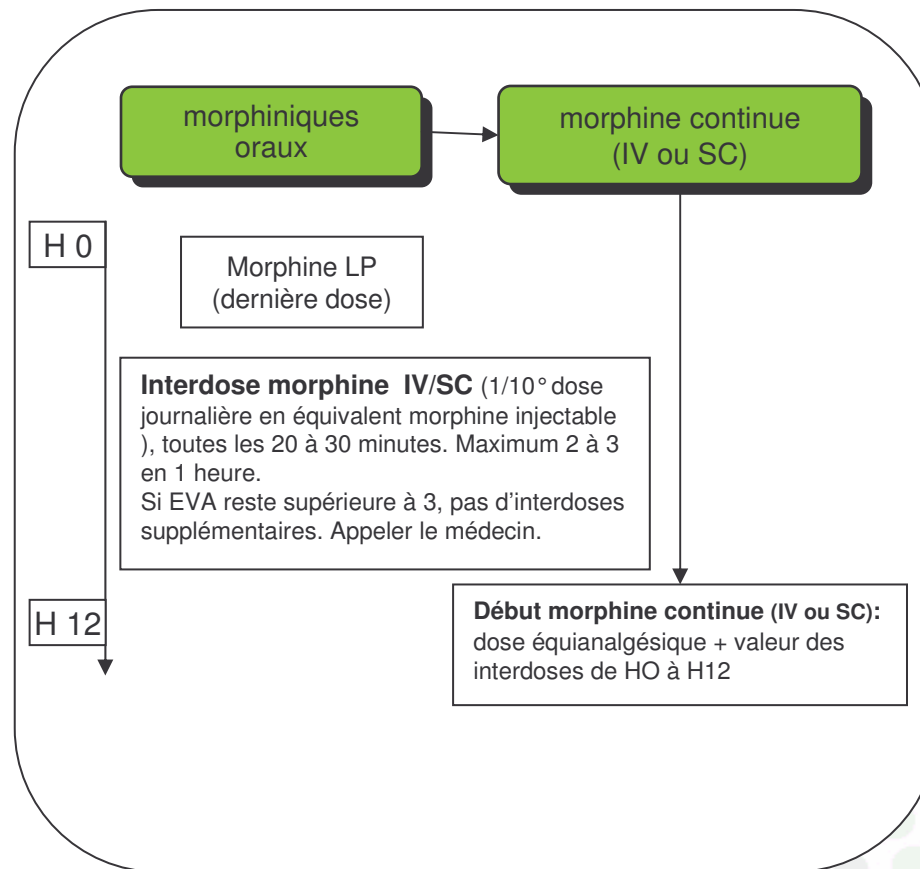 morphiniques
oraux
morphine continue
(IV ou SC)
H 0
Morphine LP
(dernière dose)
Interdose morphine IV/SC (1/10° dose
journalière en équivalent morphine injectable
), toutes les 20 à 30 minutes. Maximum 2 à 3
en 1 heure.
Si EVA reste supérieure à 3, pas d'interdoses
supplémentaires. Appeler le médecin.
H 12
Début morphine continue (IV ou SC):
dose équianalgésique + valeur des
interdoses de HO à H12